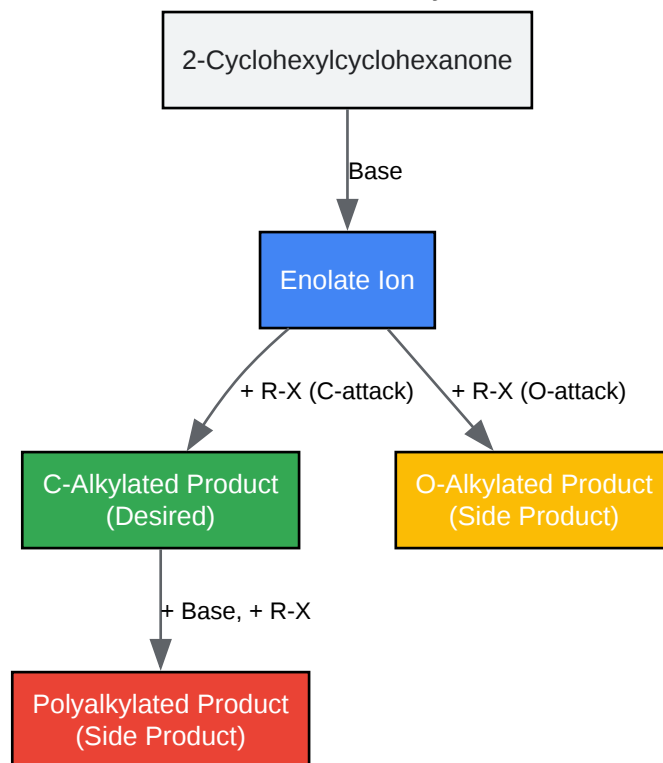 2-Cyclohexylcyclohexanone
Base
Enolate Ion
+ R-X (C-attack)
+ R-X (O-attack)
C-Alkylated Product
(Desired)
O-Alkylated Product
(Side Product)
+ Base, + R-X
Polyalkylated Product
(Side Product)